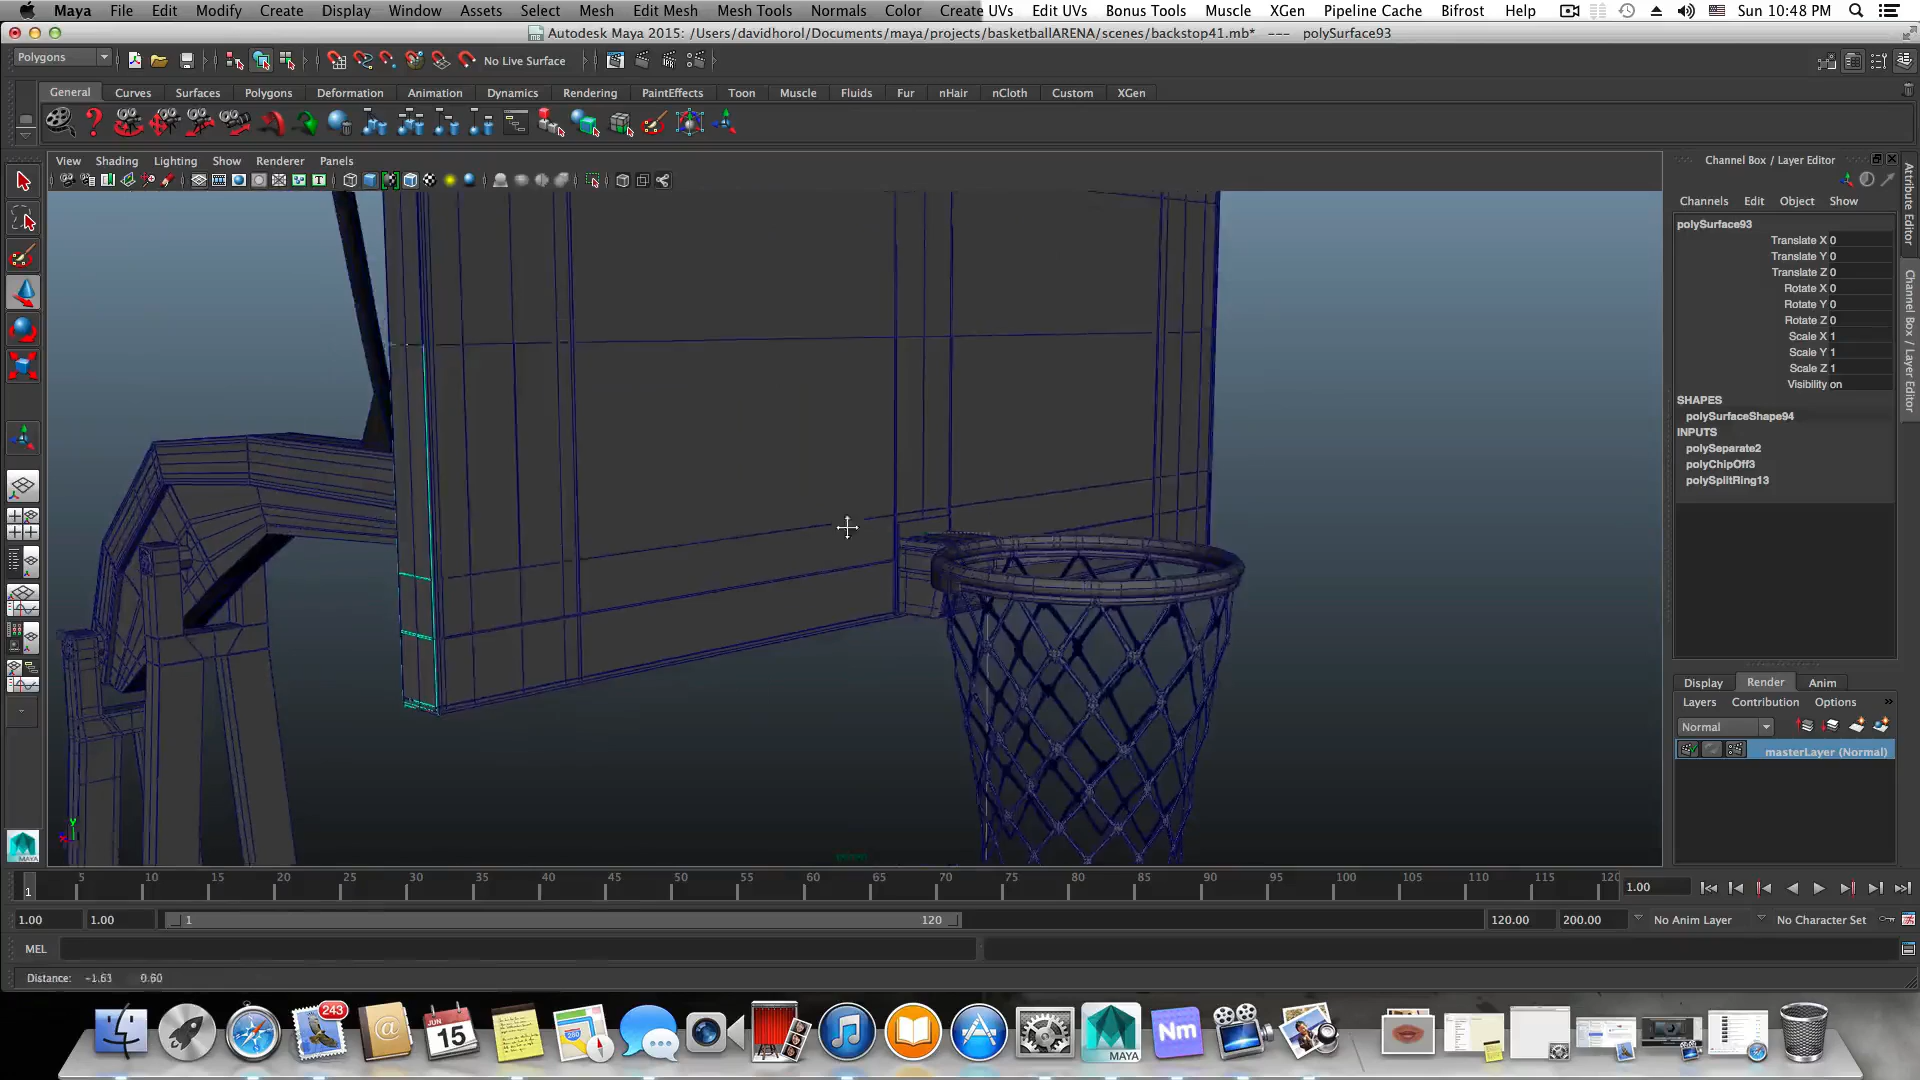 Maya File Edit Modify Create Display Window Assets Select Mesh Edit Mesh Mesh Tools Normals Color Create UVs Edit UVs Bonus Tools Muscle XGen Pipeline Cache Bifrost Help Sun 10:48 PM
Autodesk Maya 2015: /Users/davidhorol/Documents/maya/projects/basketballARENA/scenes/backstop41.mb* --- polySurface93
Polygons No Live Surface
General Curves Surfaces Polygons Deformation Animation Dynamics Rendering PaintEffects Toon Muscle Fluids Fur nHair nCloth Custom XGen
View Shading Lighting Show Renderer Panels
Channel Box / Layer Editor
Channels Edit Object Show
polySurface93
Translate X 0
Translate Y 0
Translate Z 0
Rotate X 0
Rotate Y 0
Rotate Z 0
Scale X 1
Scale Y 1
Scale Z 1
Visibility on
SHAPES
polySurfaceShape94
INPUTS
polySeparate2
polyChipOff3
polySplitRing13
Attribute Editor
Channel Box / Layer Editor
Display Render Anim
Layers Contribution Options »
Normal
masterLayer (Normal)
y
MAYA
1 5 10 15 20 25 30 35 40 45 50 55 60 65 70 75 80 85 90 95 100 105 110 115 120 1.00
1.00 1.00 1 120 120.00 200.00 No Anim Layer No Character Set
MEL
Distance: -1.63 0.60
243
JUN
15
MAYA
Nm